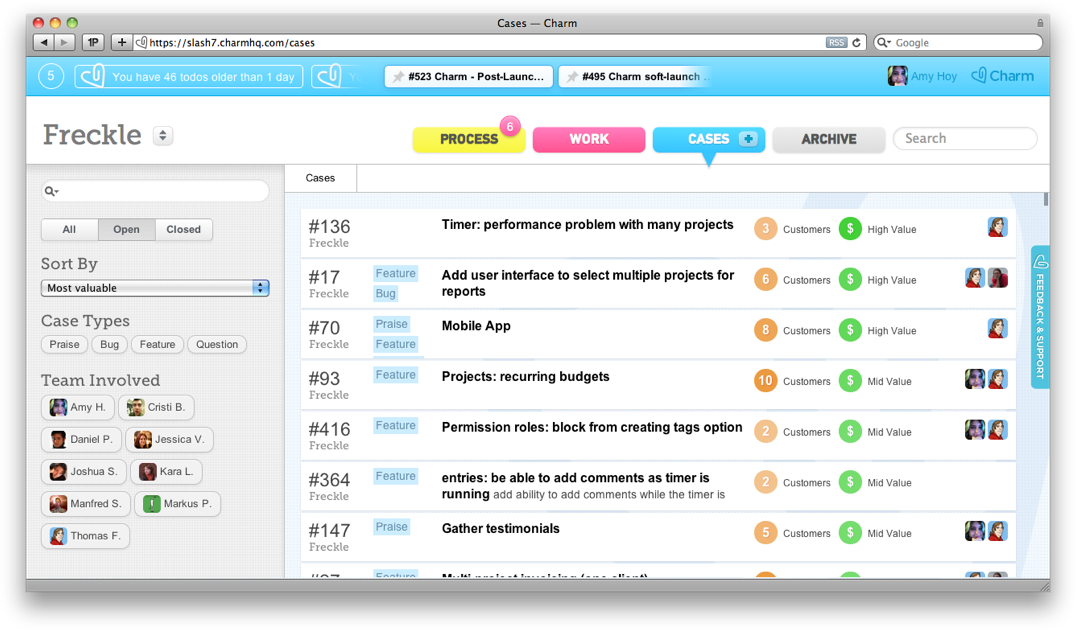 Cases — Charm
1P
+
https://slash7.charmhq.com/cases
RSS
Google
5
You have 46 todos older than 1 day
#523 Charm - Post-Launc...
#495 Charm soft-launch ..
Amy Hoy
Charm
Freckle
PROCESS
6
WORK
CASES +
ARCHIVE
Search
Cases
All
Open
Closed
Sort By
Most valuable
Case Types
Praise
Bug
Feature
Question
Team Involved
Amy H.
Cristi B.
Daniel P.
Jessica V.
Joshua S.
Kara L.
Manfred S.
Markus P.
Thomas F.
#136
Freckle
Timer: performance problem with many projects
3 Customers
$ High Value
#17
Freckle
Feature
Bug
Add user interface to select multiple projects for
reports
6 Customers
$ High Value
#70
Freckle
Praise
Feature
Mobile App
8 Customers
$ High Value
#93
Freckle
Feature
Projects: recurring budgets
10 Customers
$ Mid Value
#416
Freckle
Feature
Permission roles: block from creating tags option
2 Customers
$ Mid Value
#364
Freckle
Feature
entries: be able to add comments as timer is
running add ability to add comments while the timer is
2 Customers
$ Mid Value
#147
Freckle
Praise
Gather testimonials
5 Customers
$ Mid Value
Feature
FEEDBACK & SUPPORT